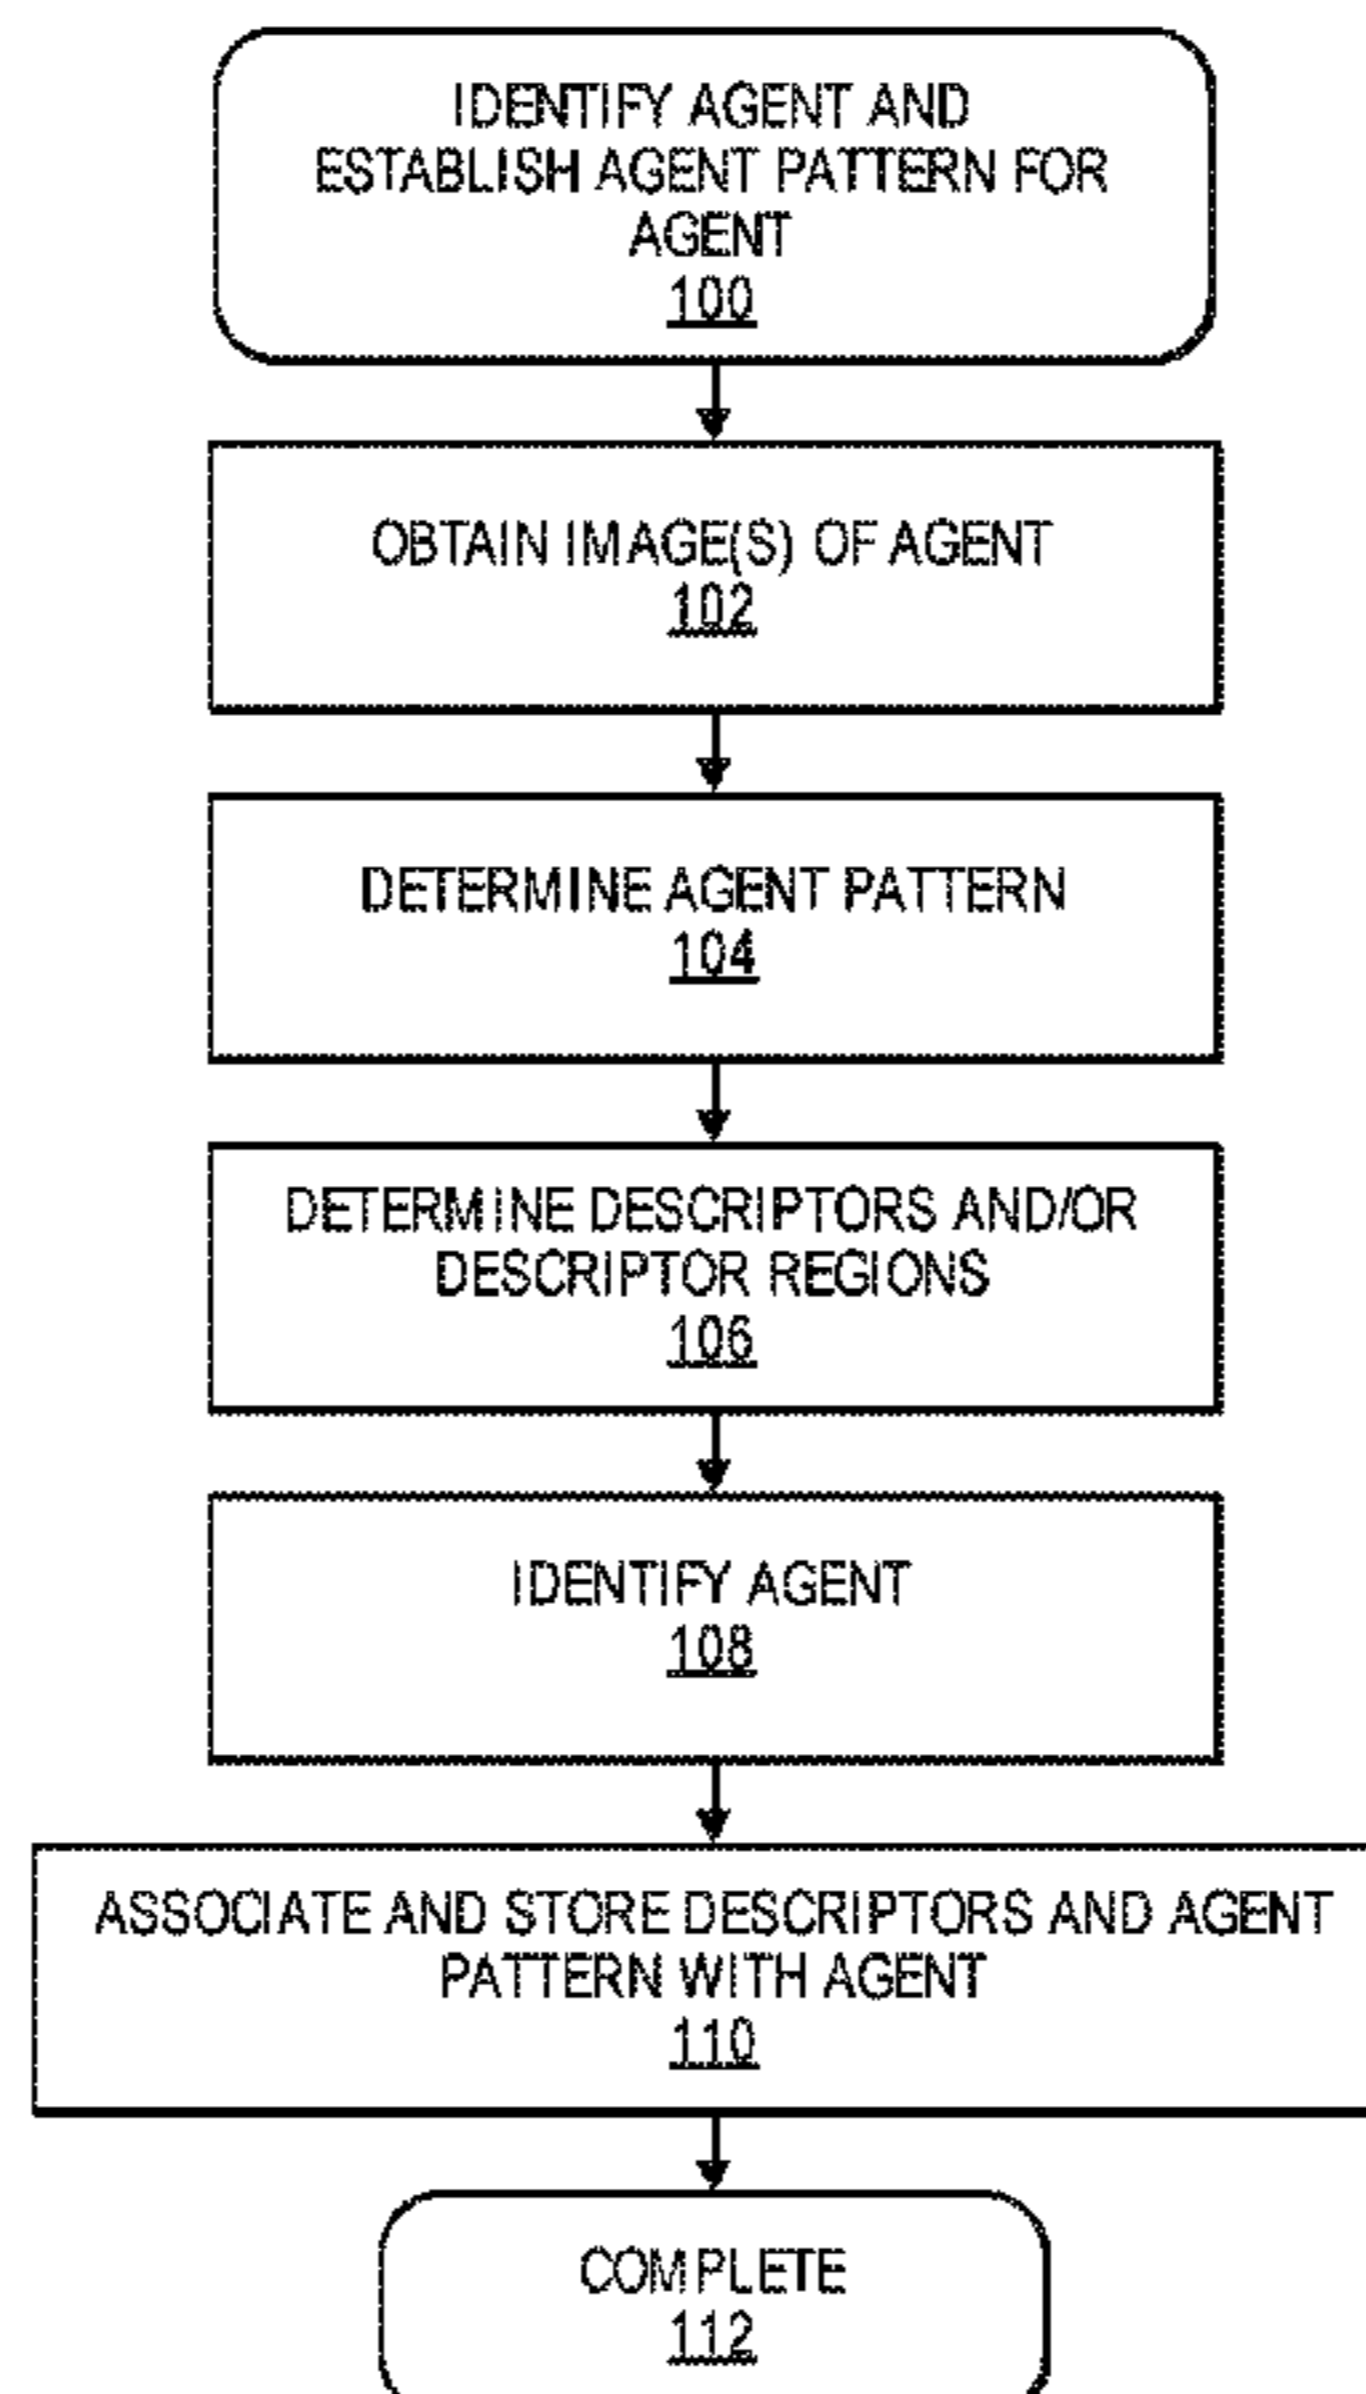 IDENTIFY AGENT AND
ESTABLISH AGENT PATTERN FOR
AGENT
100
OBTAIN IMAGE(S) OF AGENT
102
DETERMINE AGENT PATTERN
104
DETERMINE DESCRIPTORS AND/OR
DESCRIPTOR REGIONS
106
IDENTIFY AGENT
108
ASSOCIATE AND STORE DESCRIPTORS AND AGENT
PATTERN WITH AGENT
110
COMPLETE
112